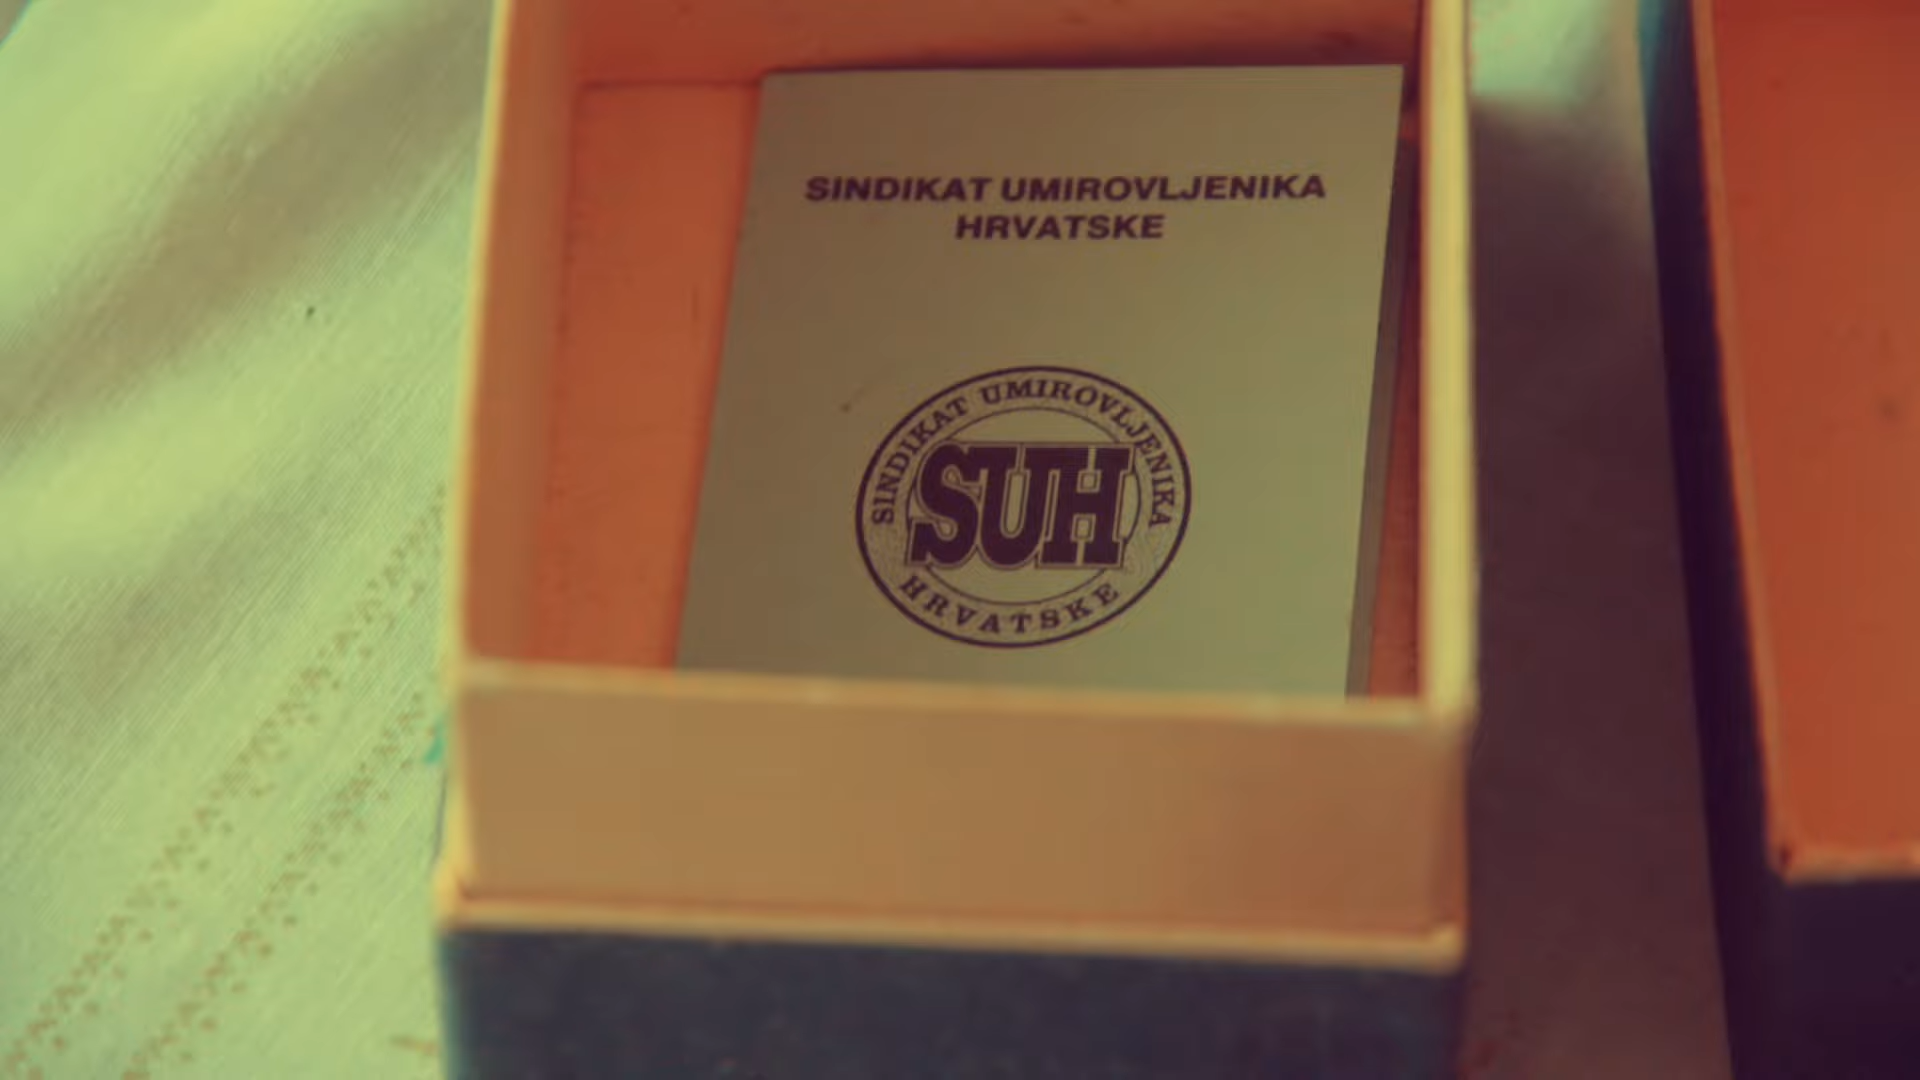 SINDIKAT UMIROVLJENIKA
HRVATSKE
SINDIKAT UMIROVLJENIKA
SUH
HRVATSKE